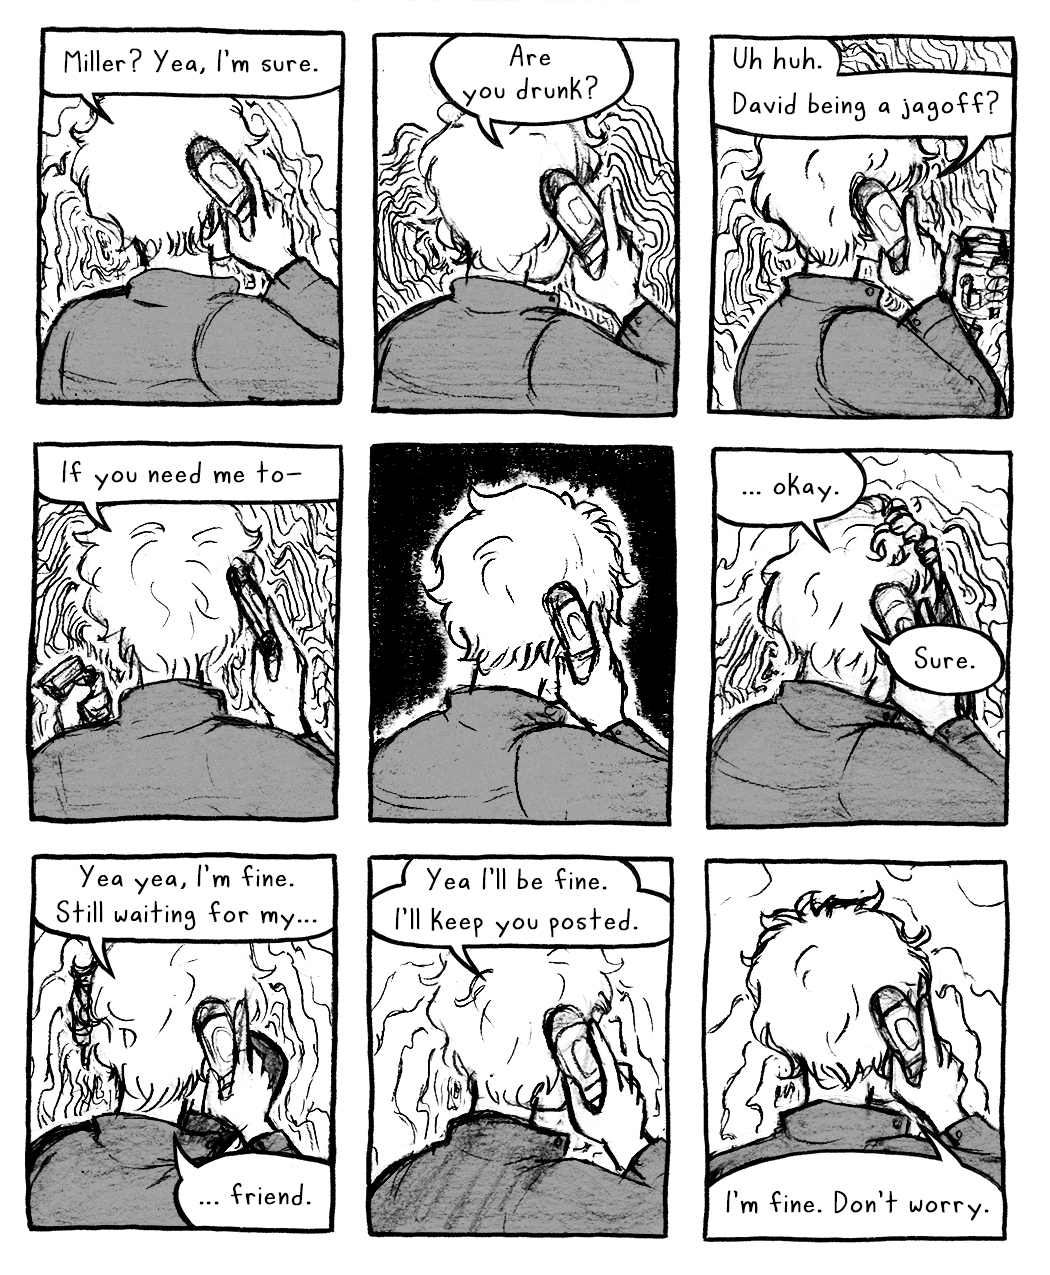 Miller? Yea, I'm sure.
Are
you drunk?
Uh huh.
David being a jagoff?
If you need me to—
... okay.
Sure.
Yea yea, I'm fine.
Still waiting for my...
... friend.
Yea I'll be fine.
I'll keep you posted.
I'm fine. Don't worry.